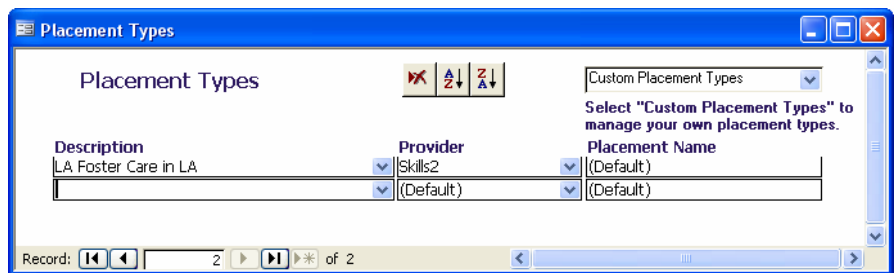 Placement Types
Placement Types
A Z Z A
Custom Placement Types
Select "Custom Placement Types" to
manage your own placement types.
Description Provider Placement Name
LA Foster Care in LA Skills2 (Default)
(Default) (Default)
Record: 2 of 2